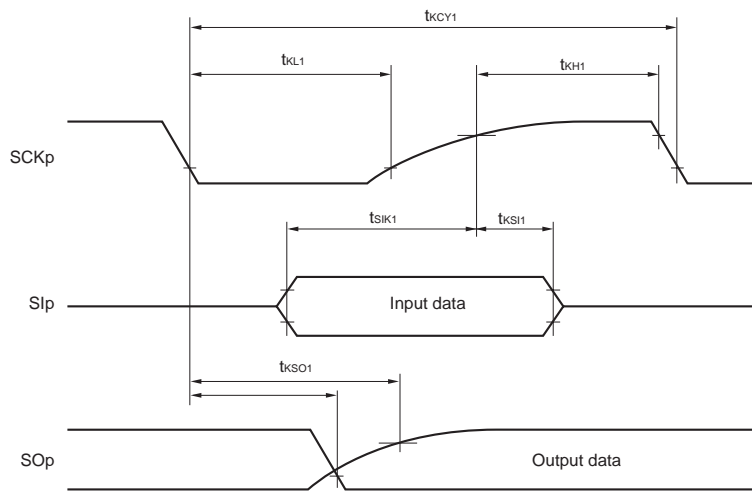 tKCY1
tKL1
tKH1
SCKp
tSIK1
tKSI1
SIp
Input data
tKSO1
SOp
Output data